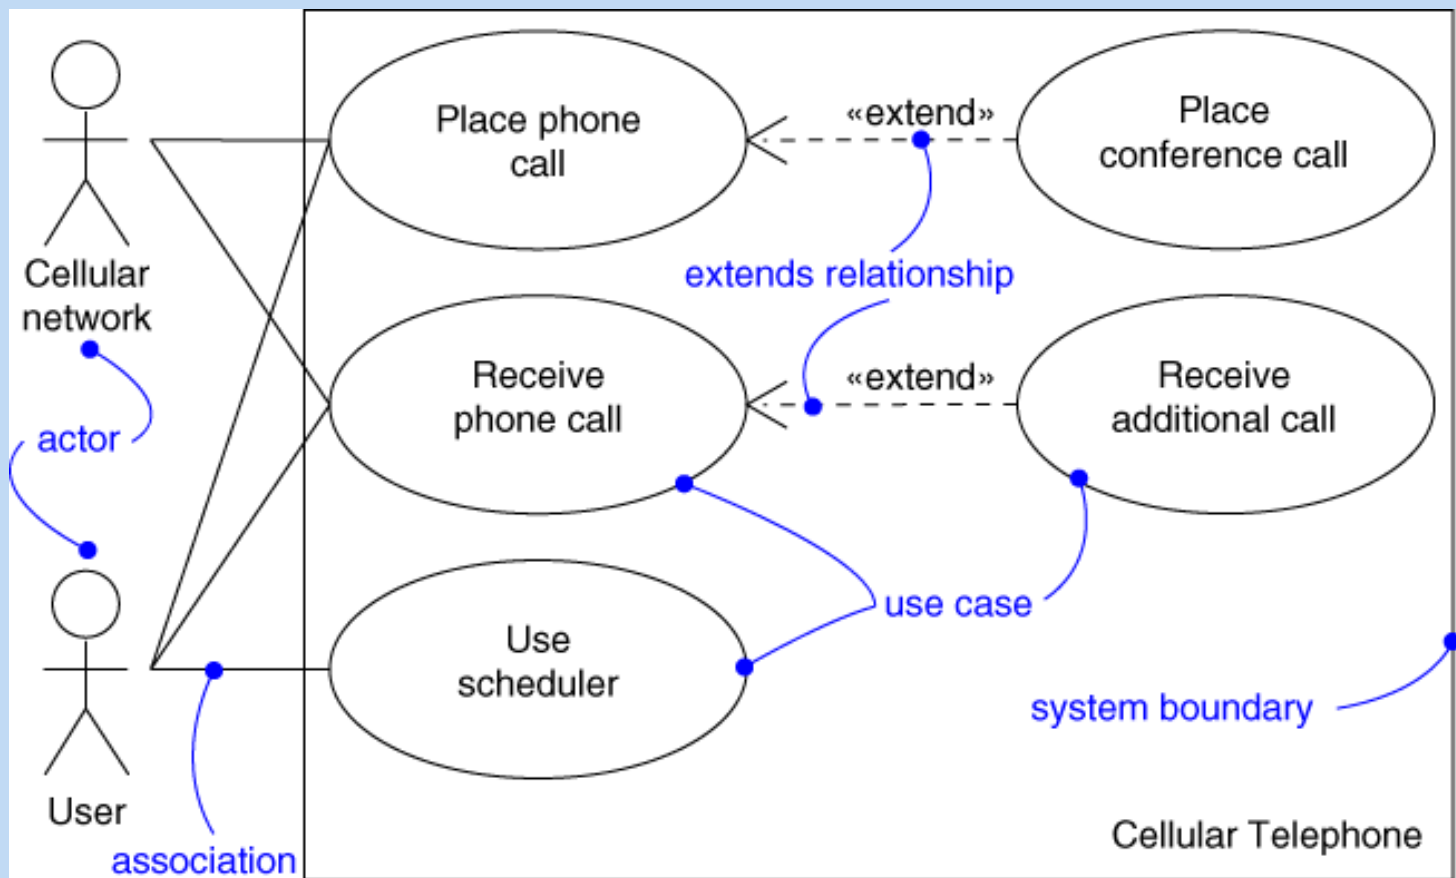 Place phone
call
«extend»
Place
conference call
Cellular
network
extends relationship
Receive
phone call
«extend»
Receive
additional call
actor
use case
Use
scheduler
system boundary
User
Cellular Telephone
association